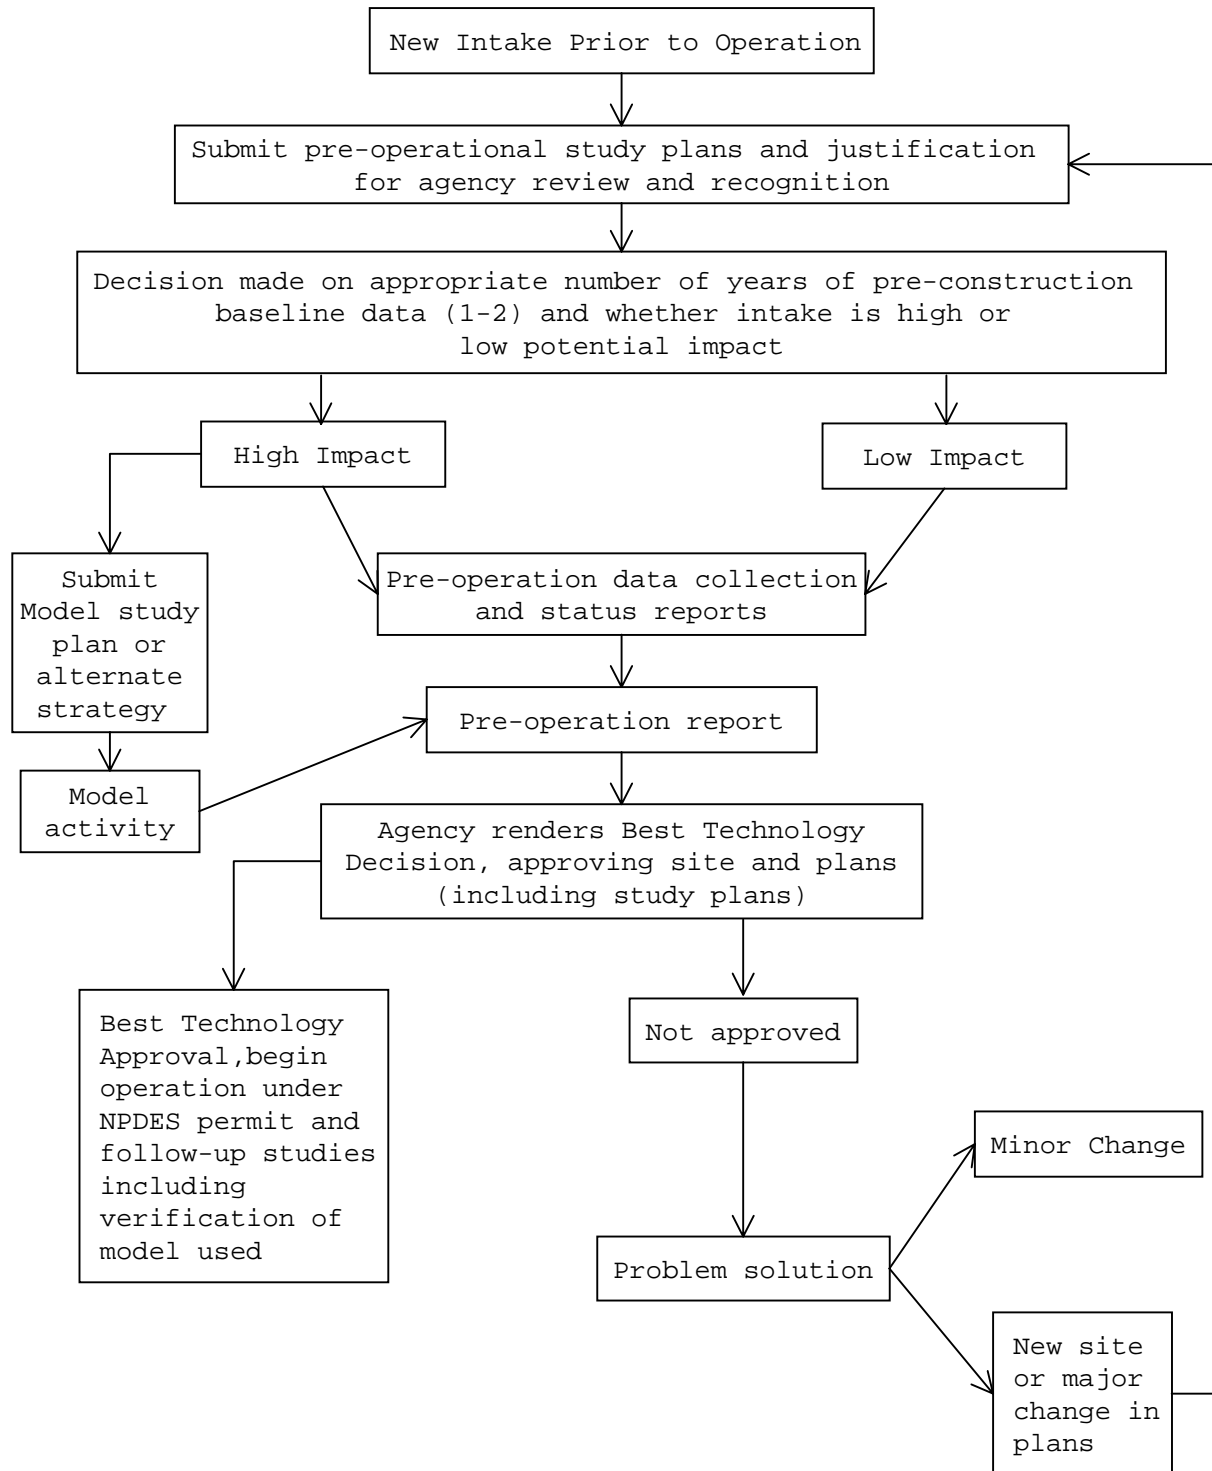 New Intake Prior to Operation
Submit pre-operational study plans and justification
for agency review and recognition
Decision made on appropriate number of years of pre-construction
baseline data (1-2) and whether intake is high or
low potential impact
High Impact
Low Impact
Submit
Model study
plan or
alternate
strategy
Pre-operation data collection
and status reports
Pre-operation report
Model
activity
Agency renders Best Technology
Decision, approving site and plans
(including study plans)
Best Technology
Approval,begin
operation under
NPDES permit and
follow-up studies
including
verification of
model used
Not approved
Problem solution
Minor Change
New site
or major
change in
plans